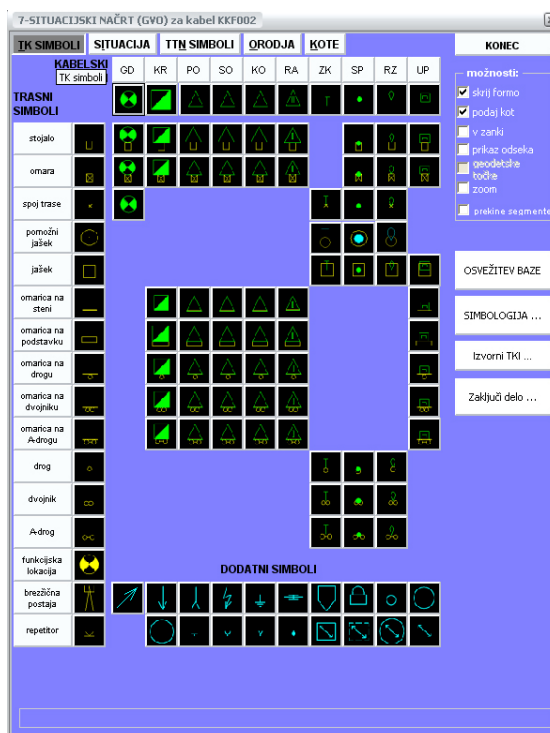 7-SITUACIJSKI NAČRT (GVO) za kabel KKF002
TK SIMBOLI SITUACIJA TTN SIMBOLI ORODJA KOTE KONEC
KABELSKI GD KR PO SO KO RA ZK SP RZ UP
TK simboli
TRASNI
SIMBOLI
možnosti:
skrij formo
podaj kot
v zanki
prikaz odseka
geodetske
točke
zoom
prekine segmente
stojalo
omara
spoj trase
pomožni
jašek
jašek
OSVEŽITEV BAZE
omarica na
steni
SIMBOLOGIJA ...
omarica na
podstavku
Izvorni TKI ...
omarica na
drogu
omarica na
dvojniku
Zaključi delo ...
omarica na
A-drogu
drog
dvojnik
A-drog
funkcijska
lokacija
DODATNI SIMBOLI
brezžična
postaja
repetitor